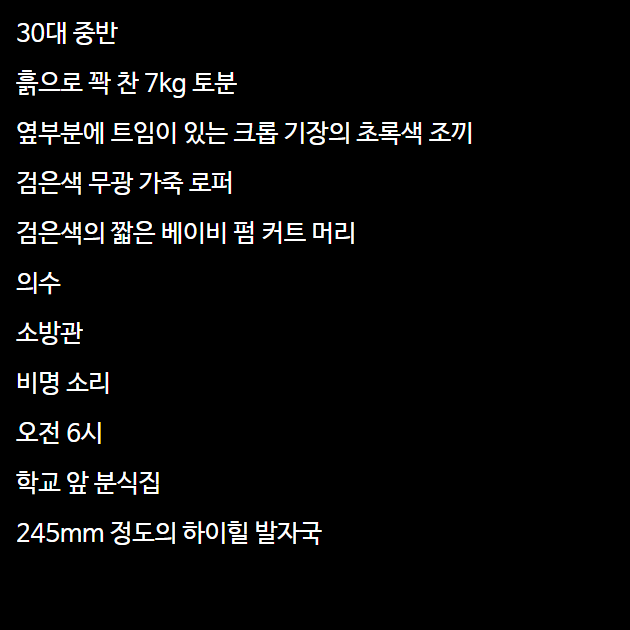 30대 중반
흙으로 꽉 찬 7kg 토분
옆부분에 트임이 있는 크롭 기장의 초록색 조끼
검은색 무광 가죽 로퍼
검은색의 짧은 베이비 펌 커트 머리
의수
소방관
비명 소리
오전 6시
학교 앞 분식집
245mm 정도의 하이힐 발자국